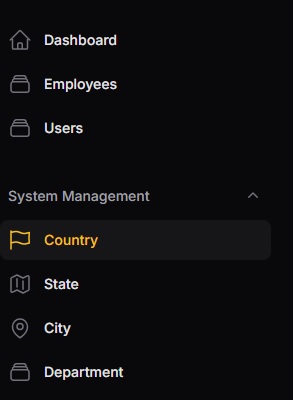 Dashboard
Employees
Users
System Management
Country
State
City
Department